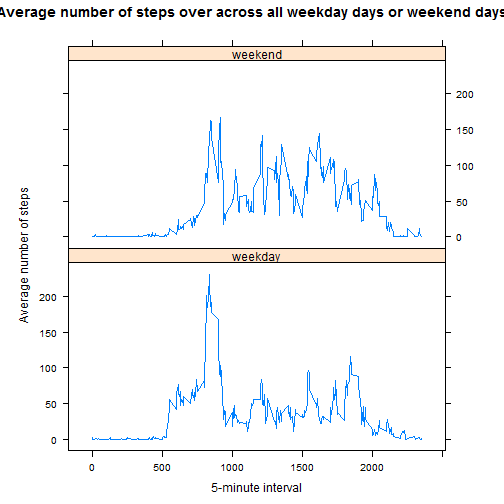 Average number of steps over across all weekday days or weekend days
weekend
200
150
100
50
0
weekday
200
150
100
50
0
Average number of steps
0 500 1000 1500 2000
5-minute interval